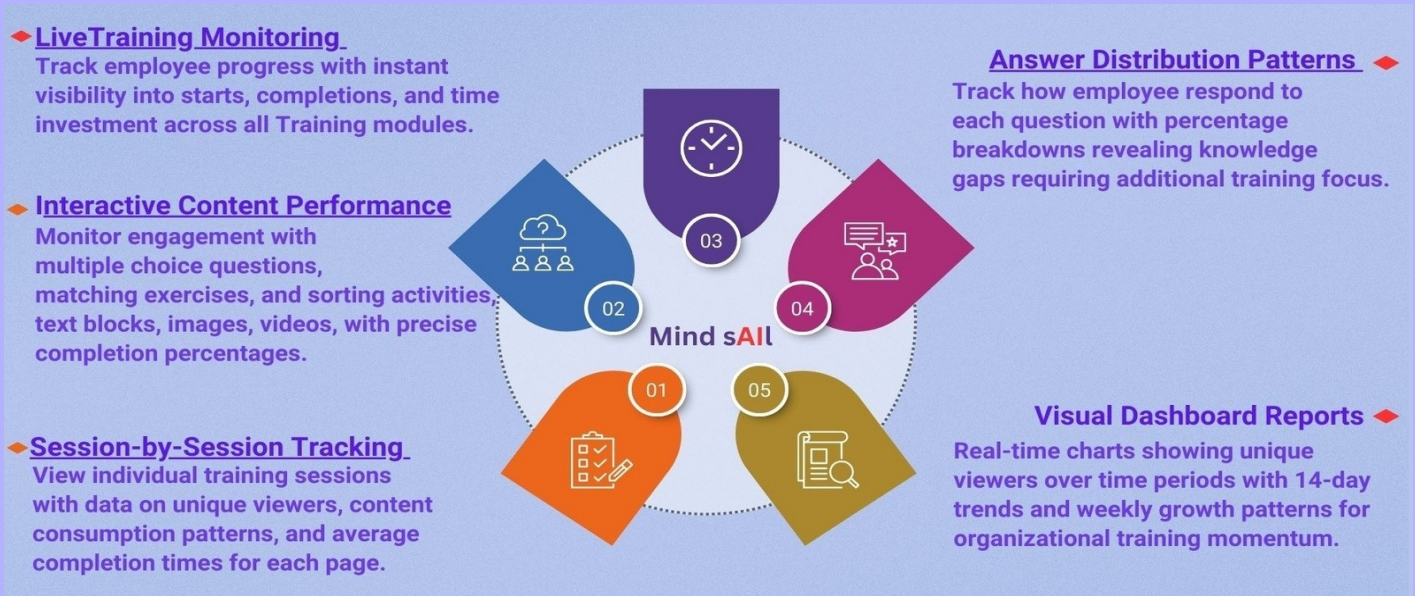 LiveTraining Monitoring
Track employee progress with instant
visibility into starts, completions, and time
investment across all Training modules.
Interactive Content Performance
Monitor engagement with
multiple choice questions,
matching exercises, and sorting activities,
text blocks, images, videos, with precise
completion percentages.
Session-by-Session Tracking
View individual training sessions
with data on unique viewers, content
consumption patterns, and average
completion times for each page.
03
02
?
04
Mind sAIl
01
05
Answer Distribution Patterns
Track how employee respond to
each question with percentage
breakdowns revealing knowledge
gaps requiring additional training focus.
Visual Dashboard Reports
Real-time charts showing unique
viewers over time periods with 14-day
trends and weekly growth patterns for
organizational training momentum.